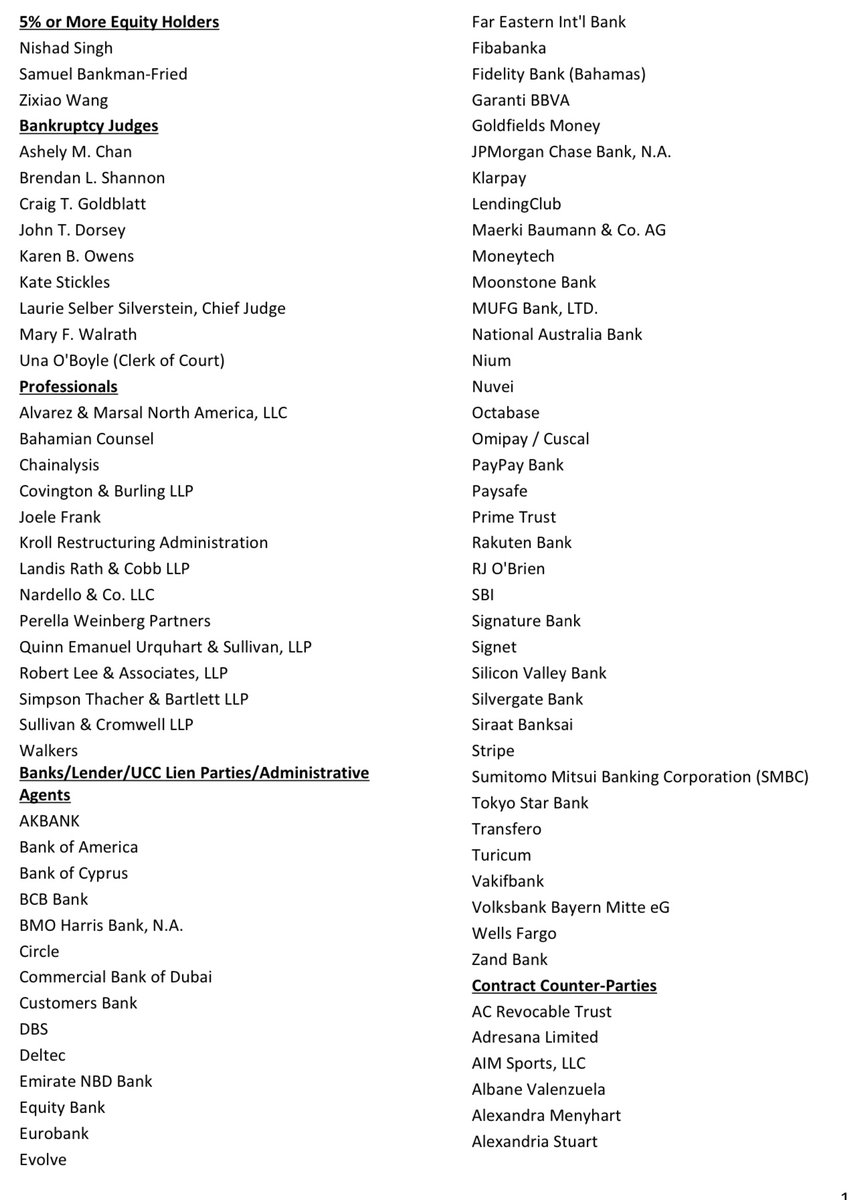 5% or More Equity Holders
Nishad Singh
Samuel Bankman-Fried
Zixiao Wang
Bankruptcy Judges
Ashely M. Chan
Brendan L. Shannon
Craig T. Goldblatt
John T. Dorsey
Karen B. Owens
Kate Stickles
Laurie Selber Silverstein, Chief Judge
Mary F. Walrath
Una O'Boyle (Clerk of Court)
Professionals
Alvarez & Marsal North America, LLC
Bahamian Counsel
Chainalysis
Covington & Burling LLP
Joele Frank
Kroll Restructuring Administration
Landis Rath & Cobb LLP
Nardello & Co. LLC
Perella Weinberg Partners
Quinn Emanuel Urquhart & Sullivan, LLP
Robert Lee & Associates, LLP
Simpson Thacher & Bartlett LLP
Sullivan & Cromwell LLP
Walkers
Banks/Lender/UCC Lien Parties/Administrative
Agents
AKBANK
Bank of America
Bank of Cyprus
BCB Bank
BMO Harris Bank, N.A.
Circle
Commercial Bank of Dubai
Customers Bank
DBS
Deltec
Emirate NBD Bank
Equity Bank
Eurobank
Evolve
Far Eastern Int'l Bank
Fibabanka
Fidelity Bank (Bahamas)
Garanti BBVA
Goldfields Money
JPMorgan Chase Bank, N.A.
Klarpay
LendingClub
Maerki Baumann & Co. AG
Moneytech
Moonstone Bank
MUFG Bank, LTD.
National Australia Bank
Nium
Nuvei
Octabase
Omipay / Cuscal
PayPay Bank
Paysafe
Prime Trust
Rakuten Bank
RJ O'Brien
SBI
Signature Bank
Signet
Silicon Valley Bank
Silvergate Bank
Siraat Banksai
Stripe
Sumitomo Mitsui Banking Corporation (SMBC)
Tokyo Star Bank
Transfero
Turicum
Vakifbank
Volksbank Bayern Mitte eG
Wells Fargo
Zand Bank
Contract Counter-Parties
AC Revocable Trust
Adresana Limited
AIM Sports, LLC
Albane Valenzuela
Alexandra Menyhart
Alexandria Stuart
1